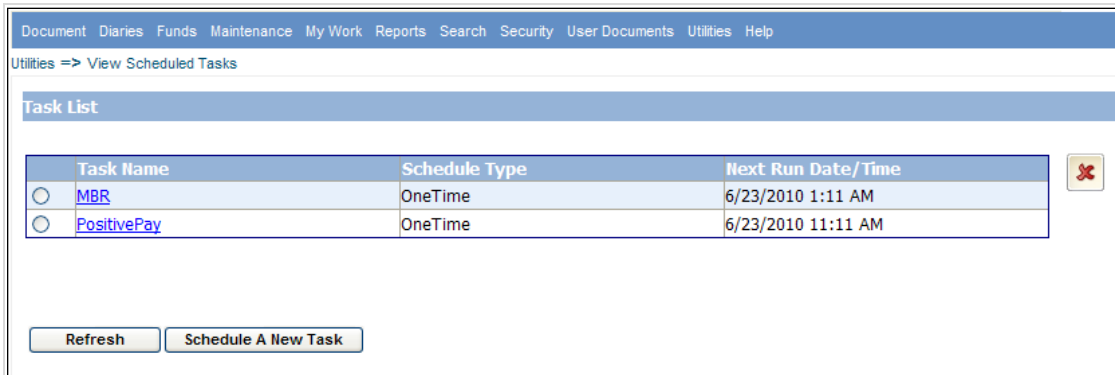 Document Diaries Funds Maintenance My Work Reports Search Security User Documents Utilities Help
Utilities => View Scheduled Tasks
Task List
Task Name Schedule Type Next Run Date/Time
MBR OneTime 6/23/2010 1:11 AM
PositivePay OneTime 6/23/2010 11:11 AM
Refresh Schedule A New Task